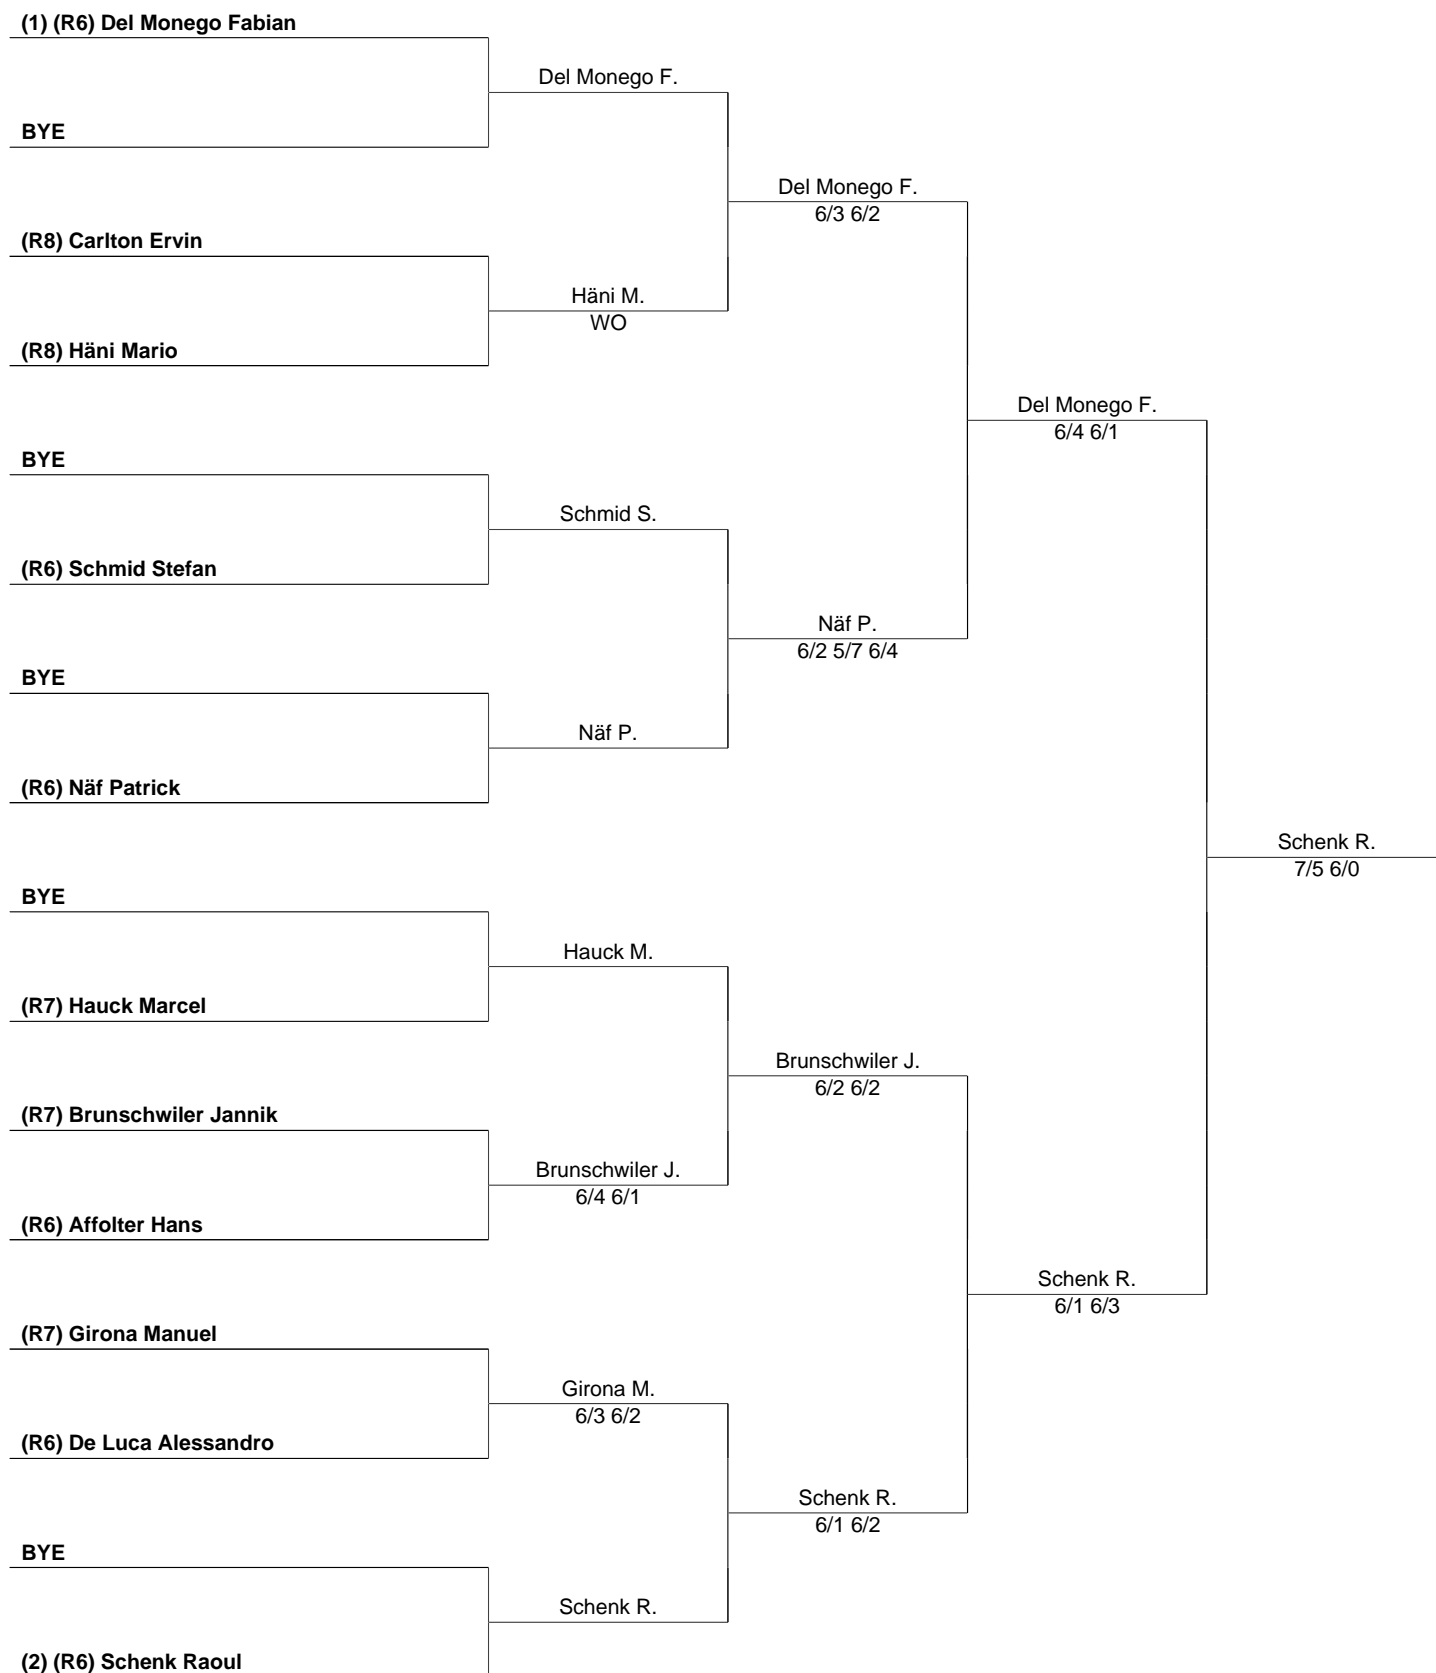 (1) (R6) Del Monego Fabian
Del Monego F.
BYE
Del Monego F.
6/3 6/2
(R8) Carlton Ervin
Häni M.
WO
(R8) Häni Mario
Del Monego F.
6/4 6/1
BYE
Schmid S.
(R6) Schmid Stefan
Näf P.
6/2 5/7 6/4
BYE
Näf P.
(R6) Näf Patrick
Schenk R.
7/5 6/0
BYE
Hauck M.
(R7) Hauck Marcel
Brunschwiler J.
6/2 6/2
(R7) Brunschwiler Jannik
Brunschwiler J.
6/4 6/1
(R6) Affolter Hans
Schenk R.
6/1 6/3
(R7) Girona Manuel
Girona M.
6/3 6/2
(R6) De Luca Alessandro
Schenk R.
6/1 6/2
BYE
Schenk R.
(2) (R6) Schenk Raoul